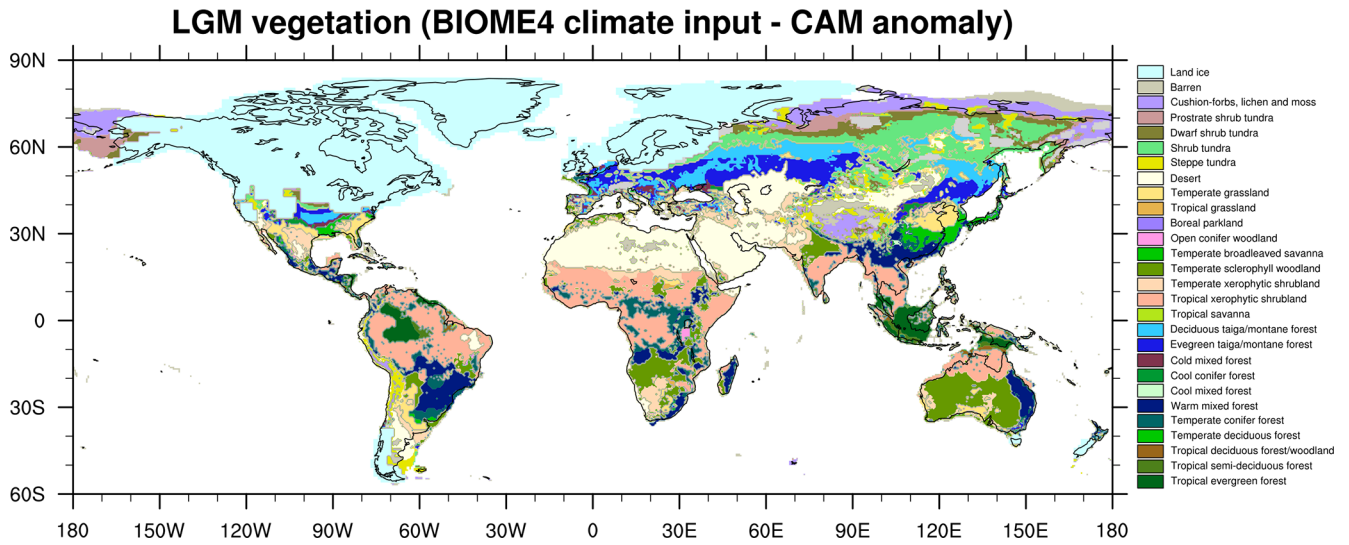 LGM vegetation (BIOME4 climate input - CAM anomaly)
90N
60N
30N
0
30S
60S
180
150W
120W
90W
60W
30W
0
30E
60E
90E
120E
150E
180
Land ice
Barren
Cushion-forbs, lichen and moss
Prostrate shrub tundra
Dwarf shrub tundra
Shrub tundra
Steppe tundra
Desert
Temperate grassland
Tropical grassland
Boreal parkland
Open conifer woodland
Temperate broadleaved savanna
Temperate sclerophyll woodland
Temperate xerophytic shrubland
Tropical xerophytic shrubland
Tropical savanna
Deciduous taiga/montane forest
Evegreen taiga/montane forest
Cold mixed forest
Cool conifer forest
Cool mixed forest
Warm mixed forest
Temperate conifer forest
Temperate deciduous forest
Tropical deciduous forest/woodland
Tropical semi-deciduous forest
Tropical evergreen forest